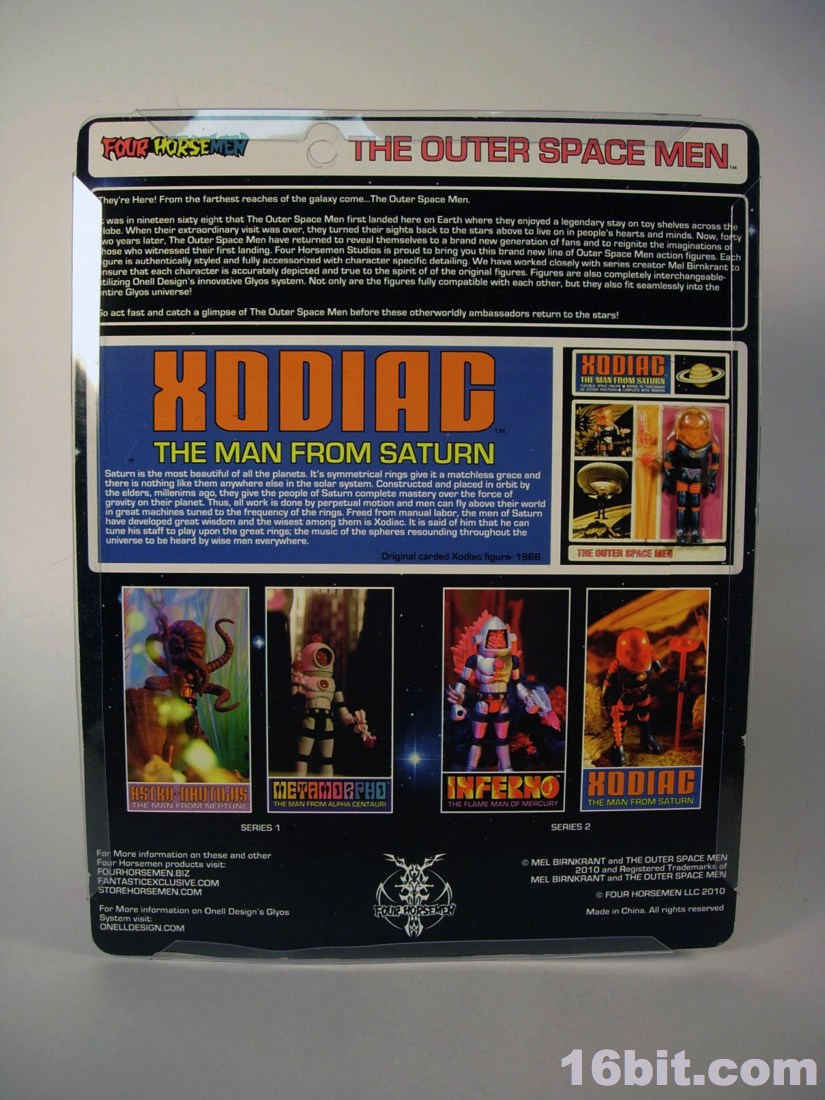 FOUR HORSEMEN
THE OUTER SPACE MEN™
They're Here! From the farthest reaches of the galaxy come...The Outer Space Men.
It was in nineteen sixty eight that The Outer Space Men first landed here on Earth where they enjoyed a legendary stay on toy shelves across the
globe. When their extraordinary visit was over, they turned their sights back to the stars above to live on in people's hearts and minds. Now, forty
two years later, The Outer Space Men have returned to reveal themselves to a brand new generation of fans and to reignite the imaginations of
those who witnessed their first landing. Four Horsemen Studios is proud to bring you this brand new line of Outer Space Men action figures. Each
figure is authentically styled and fully accessorized with character specific detailing. We have worked closely with series creator Mel Birnkrant to
ensure that each character is accurately depicted and true to the spirit of of the original figures. Figures are also completely interchangeable-
utilizing Onell Design's innovative Glyos system. Not only are the figures fully compatible with each other, but they also fit seamlessly into the
entire Glyos universe!
So act fast and catch a glimpse of The Outer Space Men before these otherworldly ambassadors return to the stars!
XODIAC™
THE MAN FROM SATURN
Saturn is the most beautiful of all the planets. It's symmetrical rings give it a matchless grace and
there is nothing like them anywhere else in the solar system. Constructed and placed in orbit by
the elders, millenims ago, they give the people of Saturn complete mastery over the force of
gravity on their planet. Thus, all work is done by perpetual motion and men can fly above their world
in great machines tuned to the frequency of the rings. Freed from manual labor, the men of Saturn
have developed great wisdom and the wisest among them is Xodiac. It is said of him that he can
tune his staff to play upon the great rings; the music of the spheres resounding throughout the
universe to be heard by wise men everywhere.
Original carded Xodiac figure- 1968
XODIAC
THE MAN FROM SATURN
THE OUTER SPACE MEN
ASTRO-NAUTILUS
THE MAN FROM NEPTUNE
METAMORPHO
THE MAN FROM ALPHA CENTAURI
INFERNO™
THE FLAME MAN OF MERCURY
XODIAC
THE MAN FROM SATURN
SERIES 1
SERIES 2
For More information on these and other
Four Horsemen products visit:
FOURHORSEMEN.BIZ
FANTASTICEXCLUSIVE.COM
STOREHORSEMEN.COM
For More information on Onell Design's Glyos
System visit:
ONELLDESIGN.COM
FOUR HORSEMEN
© MEL BIRNKRANT and THE OUTER SPACE MEN
2010 and Registered Trademarks of
MEL BIRNKRANT and THE OUTER SPACE MEN
© FOUR HORSEMEN LLC 2010
Made in China. All rights reserved
16bit.com